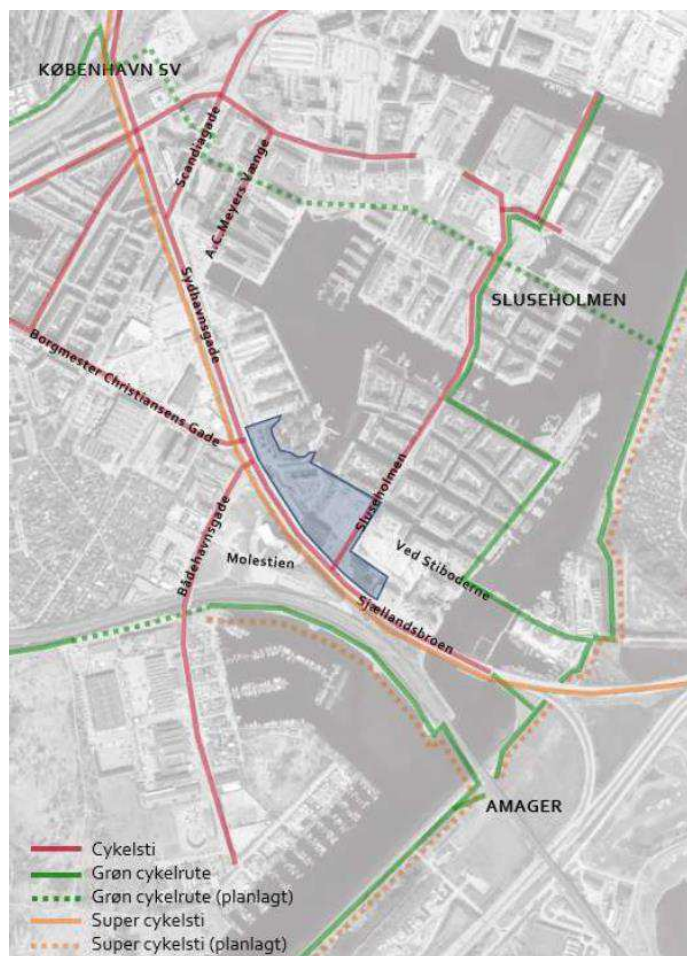 KØBENHAVN SV
Scandiagade
A.C.Meyers Vænge
Sydhavnsgade
SLUSEHOLMEN
Borgmester Christiansens Gade
Sluseholmen
Bådehavnsgade
Molestien
Ved Stiboderne
Sjællandsbroen
AMAGER
Cykelsti
Grøn cykelrute
Grøn cykelrute (planlagt)
Super cykelsti
Super cykelsti (planlagt)